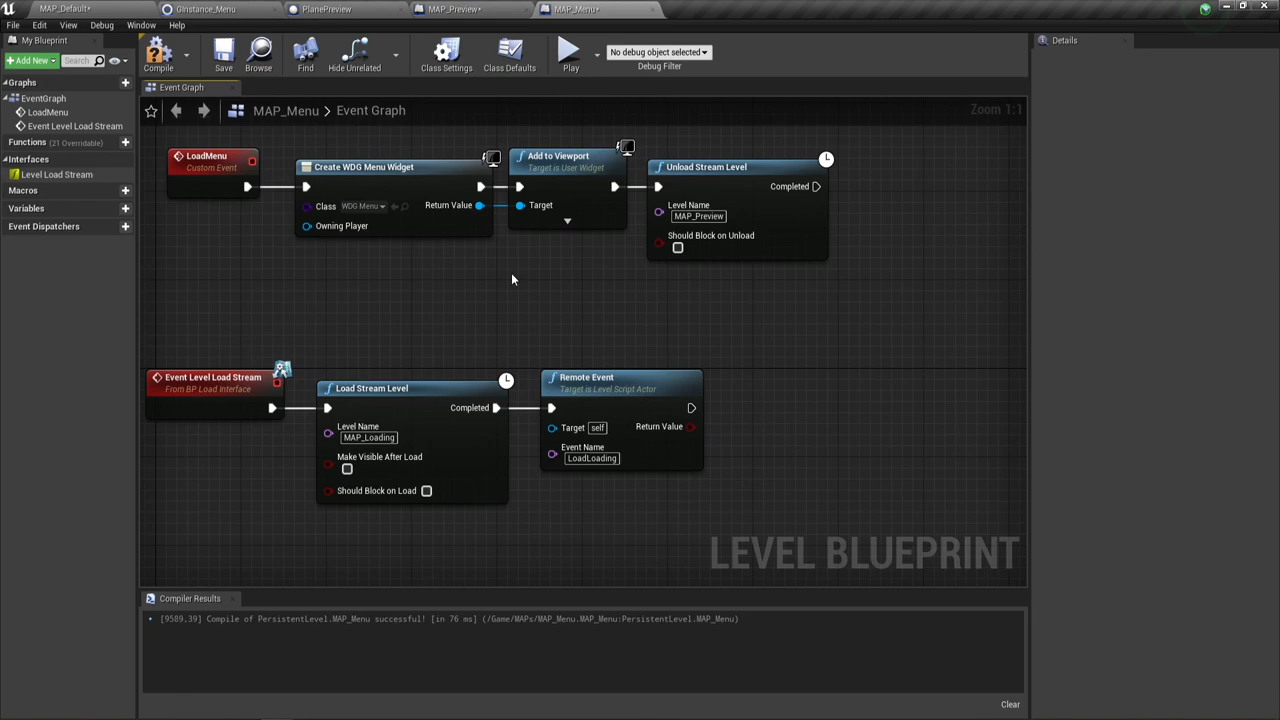 MAP_Default*
GInstance_Menu
PlanePreview
MAP_Preview*
MAP_Menu*
File Edit View Debug Window Help
My Blueprint
Details
+Add New
Search
Compile
Save
Browse
Find
Hide Unrelated
Class Settings
Class Defaults
Play
No debug object selected
Debug Filter
Graphs
EventGraph
LoadMenu
Event Level Load Stream
Functions (21 Overridable)
Interfaces
Level Load Stream
Macros
Variables
Event Dispatchers
Event Graph
MAP_Menu > Event Graph
Zoom 1:1
LoadMenu
Custom Event
Create WDG Menu Widget
Class WDG Menu
Return Value
Owning Player
Add to Viewport
Target is User Widget
Target
Unload Stream Level
Completed
Level Name
MAP_Preview
Should Block on Unload
Event Level Load Stream
From BP Load Interface
Load Stream Level
Completed
Level Name
MAP_Loading
Make Visible After Load
Should Block on Load
Remote Event
Target is Level Script Actor
Target self
Return Value
Event Name
LoadLoading
LEVEL BLUEPRINT
Compiler Results
[9589,39] Compile of PersistentLevel.MAP_Menu successful! [in 76 ms] (/Game/MAPs/MAP_Menu.MAP_Menu:PersistentLevel.MAP_Menu)
Clear